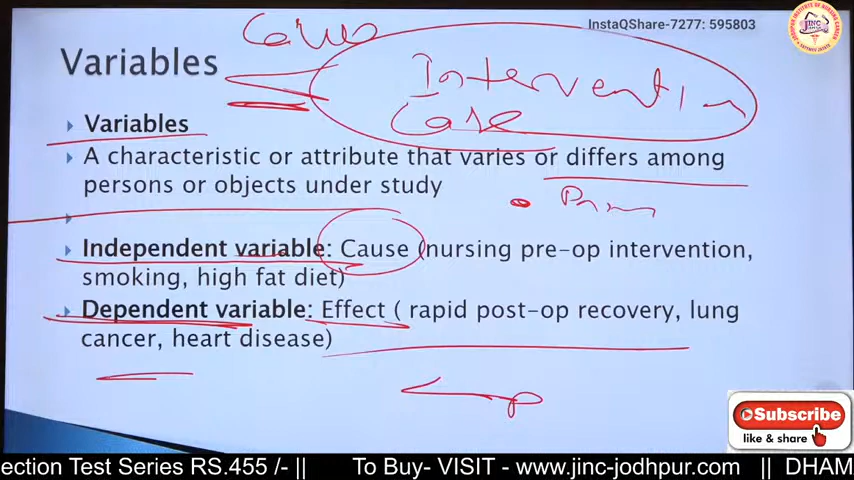 InstaQShare-7277: 595803
Variables
Intervention
Case
Variables
A characteristic or attribute that varies or differs among
persons or objects under study
Independent variable: Cause (nursing pre-op intervention,
smoking, high fat diet)
Dependent variable: Effect ( rapid post-op recovery, lung
cancer, heart disease)
Subscribe
like & share
ection Test Series RS.455 /- || To Buy- VISIT - www.jinc-jodhpur.com || DHAM